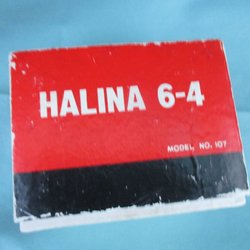 HALINA 6-4
MODEL NO. 107